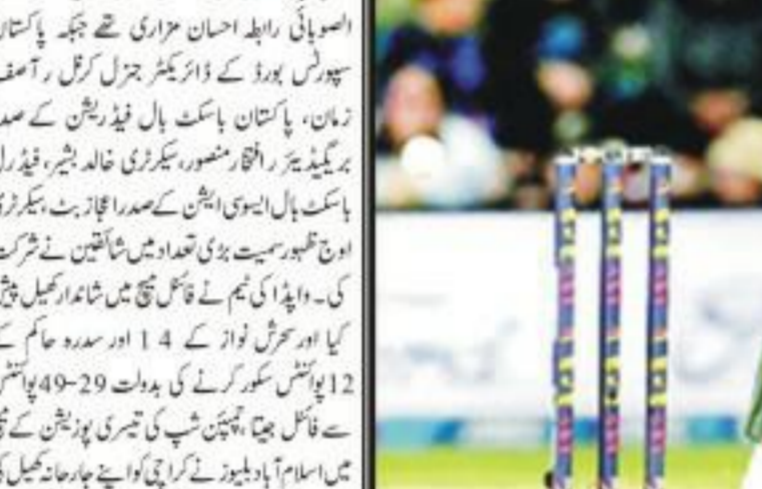 الصوبائی رابطہ احسان مزاری تھے جبکہ پاکستان
سپورٹس بورڈ کے ڈائریکٹر جنرل کرنل ر آصف
زمان، پاکستان باسکٹ بال فیڈریشن کے صدر
بریگیڈیئر ر افتخار منصور، سیکرٹری خالد بشیر، فیڈرل
باسکٹ بال ایسوسی ایشن کے صدر اعجاز بٹ، سیکرٹری
اوج ظہور سمیت بڑی تعداد میں شائقین نے شرکت
کی۔ واپڈا کی ٹیم نے فائنل میچ میں شاندار کھیل پیش
کیا اور سحرش نواز کے 14 اور سدرہ حاکم کے
12 پوائنٹس سکور کرنے کی بدولت 29-49 پوائنٹس
سے فائنل جیتا، چیمپئن شپ کی تیسری پوزیشن کے میچ
میں اسلام آباد بلیوز نے کراچی کو اپنے جارحانہ کھیل کی